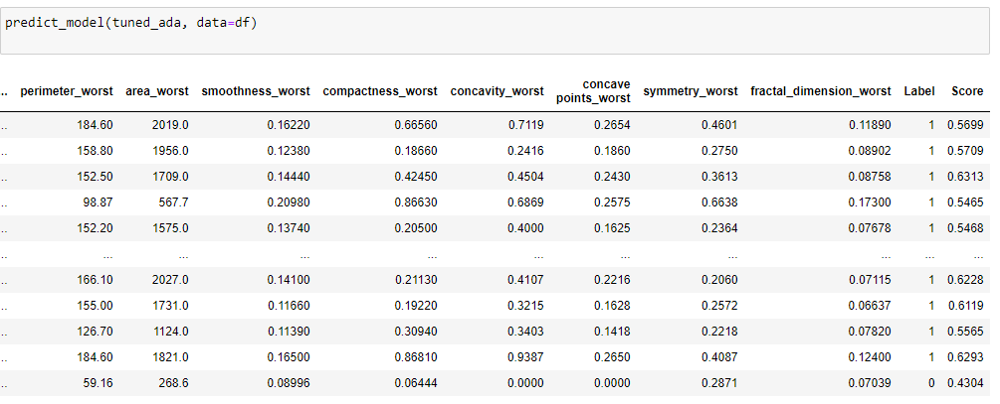 predict_model(tuned_ada, data=df)
.. perimeter_worst area_worst smoothness_worst compactness_worst concavity_worst concave points_worst symmetry_worst fractal_dimension_worst Label Score
.. 184.60 2019.0 0.16220 0.66560 0.7119 0.2654 0.4601 0.11890 1 0.5699
.. 158.80 1956.0 0.12380 0.18660 0.2416 0.1860 0.2750 0.08902 1 0.5709
.. 152.50 1709.0 0.14440 0.42450 0.4504 0.2430 0.3613 0.08758 1 0.6313
.. 98.87 567.7 0.20980 0.86630 0.6869 0.2575 0.6638 0.17300 1 0.5465
.. 152.20 1575.0 0.13740 0.20500 0.4000 0.1625 0.2364 0.07678 1 0.5468
.. ... ... ... ... ... ... ... ... ... ...
.. 166.10 2027.0 0.14100 0.21130 0.4107 0.2216 0.2060 0.07115 1 0.6228
.. 155.00 1731.0 0.11660 0.19220 0.3215 0.1628 0.2572 0.06637 1 0.6119
.. 126.70 1124.0 0.11390 0.30940 0.3403 0.1418 0.2218 0.07820 1 0.5565
.. 184.60 1821.0 0.16500 0.86810 0.9387 0.2650 0.4087 0.12400 1 0.6293
.. 59.16 268.6 0.08996 0.06444 0.0000 0.0000 0.2871 0.07039 0 0.4304